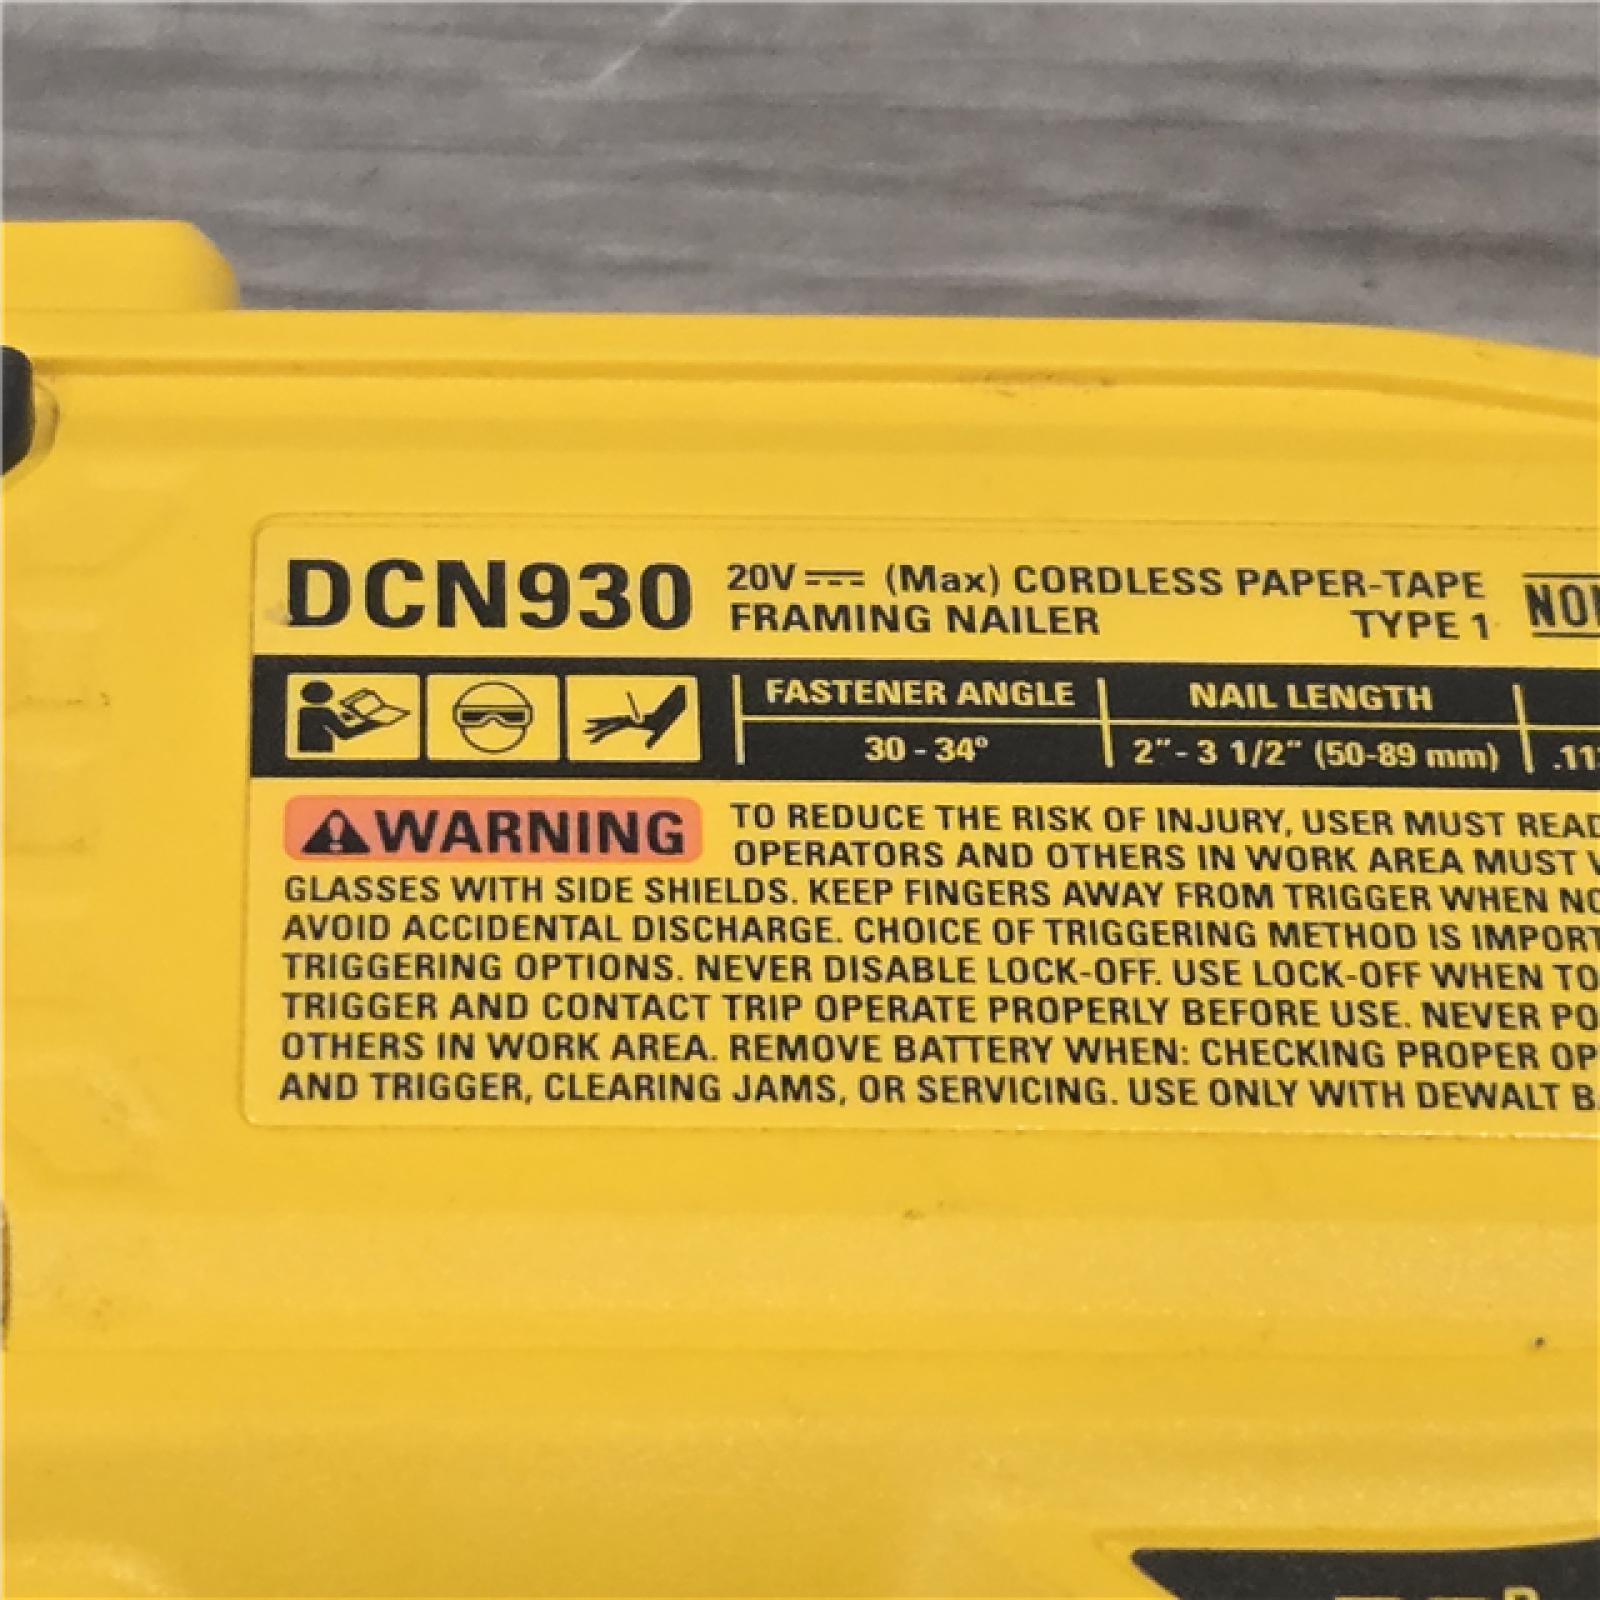 DCN930 20V (Max) CORDLESS PAPER-TAPE
FRAMING NAILER TYPE 1
FASTENER ANGLE NAIL LENGTH
30 - 34° 2"- 3 1/2" (50-89 mm)
WARNING TO REDUCE THE RISK OF INJURY, USER MUST READ
OPERATORS AND OTHERS IN WORK AREA MUST
GLASSES WITH SIDE SHIELDS. KEEP FINGERS AWAY FROM TRIGGER WHEN
AVOID ACCIDENTAL DISCHARGE. CHOICE OF TRIGGERING METHOD IS
TRIGGERING OPTIONS. NEVER DISABLE LOCK-OFF. USE LOCK-OFF WHEN
TRIGGER AND CONTACT TRIP OPERATE PROPERLY BEFORE USE. NEVER
OTHERS IN WORK AREA. REMOVE BATTERY WHEN: CHECKING PROPER
AND TRIGGER, CLEARING JAMS, OR SERVICING. USE ONLY WITH DEWALT